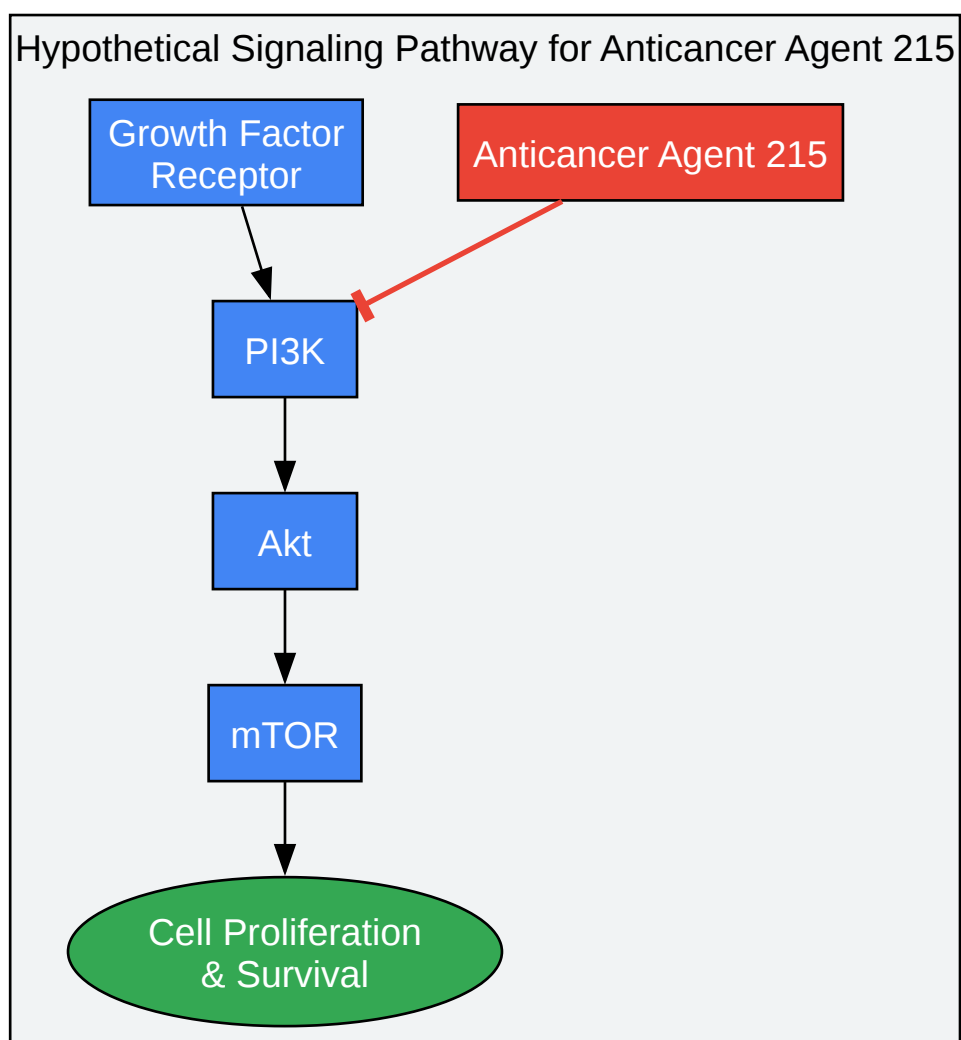 Hypothetical Signaling Pathway for Anticancer Agent 215
Growth Factor
Receptor
Anticancer Agent 215
PI3K
Akt
mTOR
Cell Proliferation
& Survival